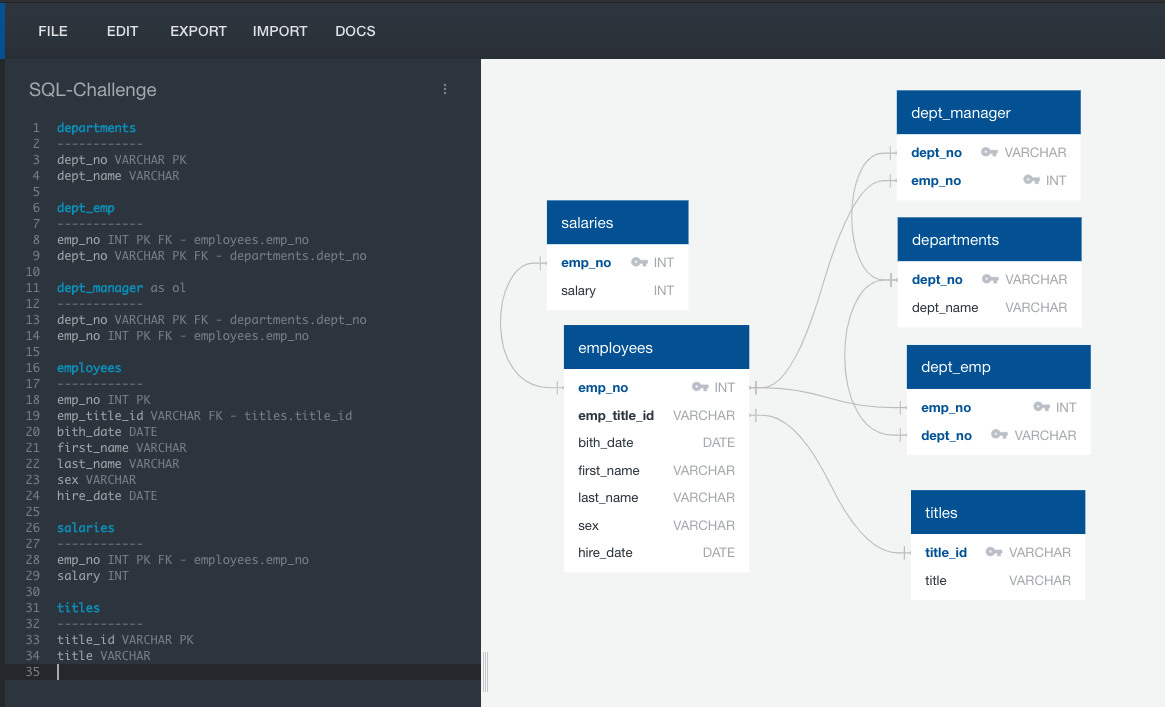 FILE EDIT EXPORT IMPORT DOCS
SQL-Challenge
1 departments
2 ------------
3 dept_no VARCHAR PK
4 dept_name VARCHAR
5
6 dept_emp
7 ------------
8 emp_no INT PK FK - employees.emp_no
9 dept_no VARCHAR PK FK - departments.dept_no
10
11 dept_manager as ol
12 ------------
13 dept_no VARCHAR PK FK - departments.dept_no
14 emp_no INT PK FK - employees.emp_no
15
16 employees
17 ------------
18 emp_no INT PK
19 emp_title_id VARCHAR FK - titles.title_id
20 bith_date DATE
21 first_name VARCHAR
22 last_name VARCHAR
23 sex VARCHAR
24 hire_date DATE
25
26 salaries
27 ------------
28 emp_no INT PK FK - employees.emp_no
29 salary INT
30
31 titles
32 ------------
33 title_id VARCHAR PK
34 title VARCHAR
35
salaries
emp_no INT
salary INT
employees
emp_no INT
emp_title_id VARCHAR
bith_date DATE
first_name VARCHAR
last_name VARCHAR
sex VARCHAR
hire_date DATE
dept_manager
dept_no VARCHAR
emp_no INT
departments
dept_no VARCHAR
dept_name VARCHAR
dept_emp
emp_no INT
dept_no VARCHAR
titles
title_id VARCHAR
title VARCHAR